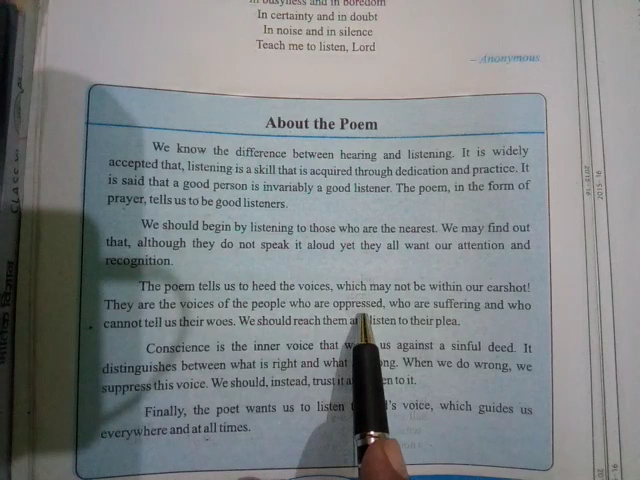 In busyness and in boredom
In certainty and in doubt
In noise and in silence
Teach me to listen, Lord
– Anonymous
About the Poem
We know the difference between hearing and listening. It is widely
accepted that, listening is a skill that is acquired through dedication and practice. It
is said that a good person is invariably a good listener. The poem, in the form of
prayer, tells us to be good listeners.
We should begin by listening to those who are the nearest. We may find out
that, although they do not speak it aloud yet they all want our attention and
recognition.
The poem tells us to heed the voices, which may not be within our earshot!
They are the voices of the people who are oppressed, who are suffering and who
cannot tell us their woes. We should reach them listen to their plea.
Conscience is the inner voice that us against a sinful deed. It
distinguishes between what is right and what When we do wrong, we
suppress this voice. We should, instead, trust it to it.
Finally, the poet wants us to listen voice, which guides us
everywhere and at all times.
2015-16
2015-16
CLASS